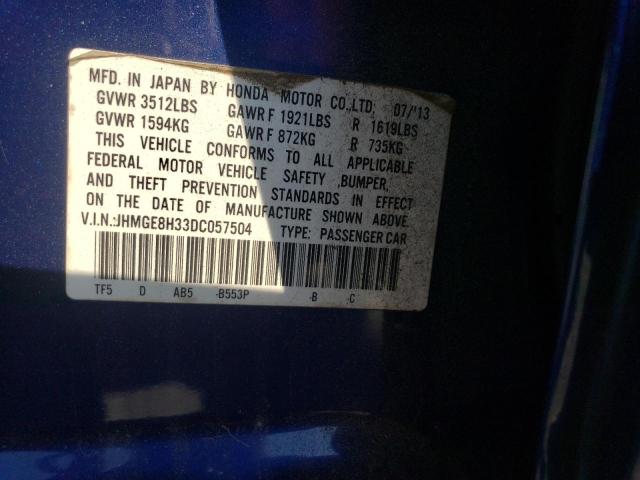 MFD. IN JAPAN BY HONDA MOTOR CO.,LTD. 07/'13
GVWR 3512LBS GAWR F 1921LBS R 1619LBS
GVWR 1594KG GAWR F 872KG R 735KG
THIS VEHICLE CONFORMS TO ALL APPLICABLE
FEDERAL MOTOR VEHICLE SAFETY ,BUMPER,
AND THEFT PREVENTION STANDARDS IN EFFECT
ON THE DATE OF MANUFACTURE SHOWN ABOVE.
V.I.N.:JHMGE8H33DC057504 TYPE: PASSENGER CAR
TF5 D AB5 -B553P -B -C